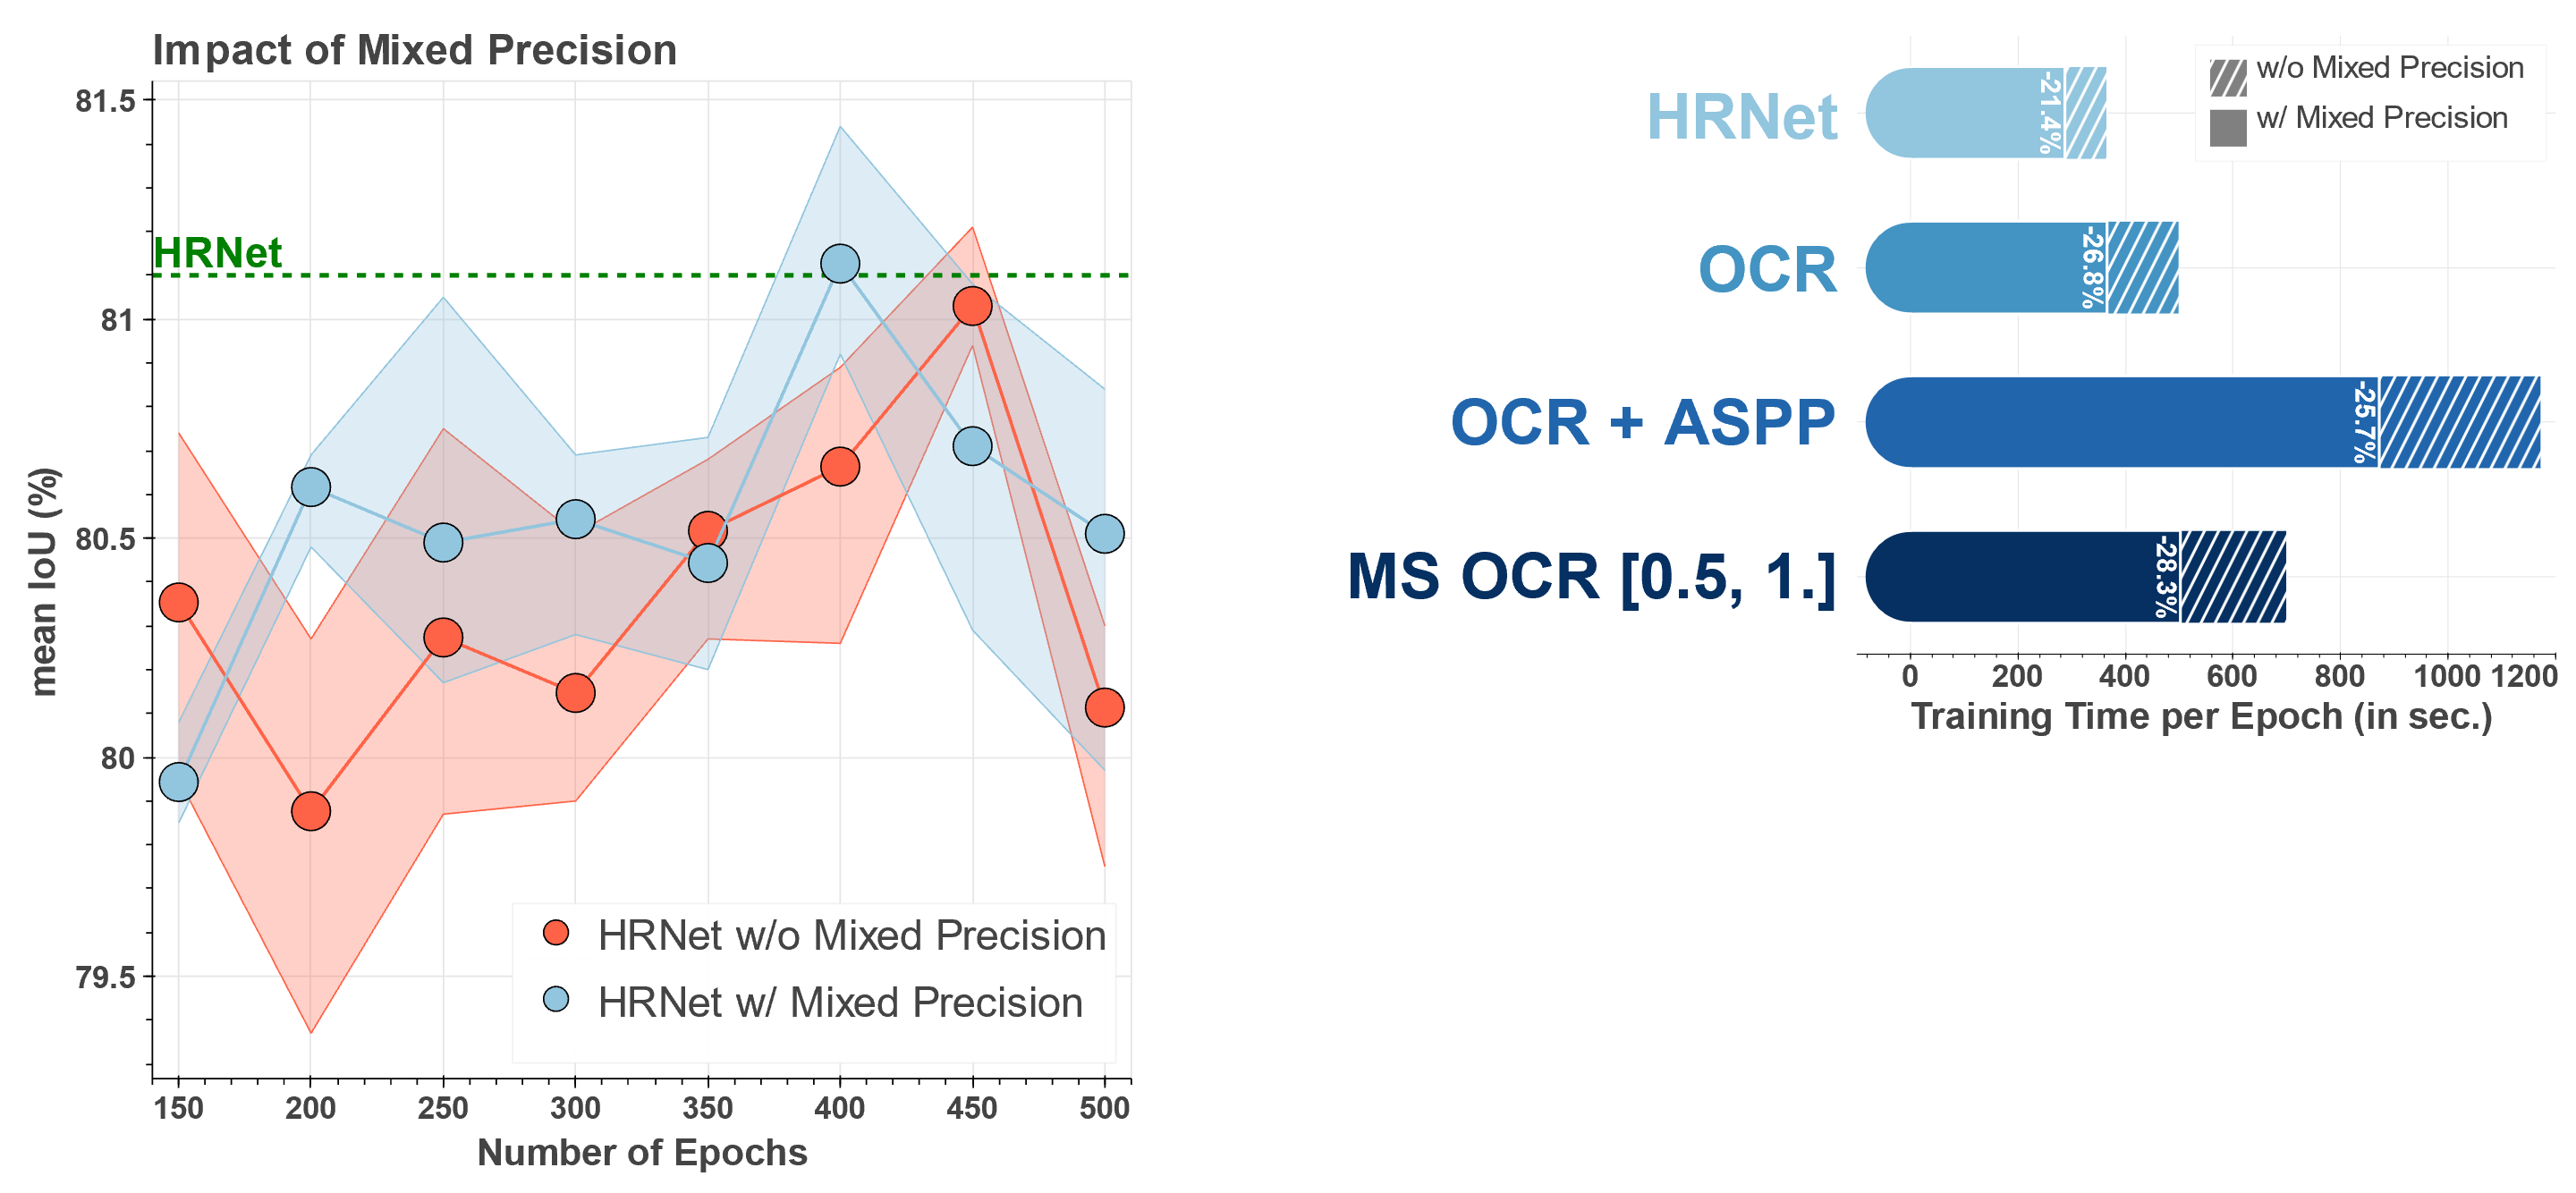 Impact of Mixed Precision
81.5
81
80.5
80
79.5
mean IoU (%)
HRNet
HRNet w/o Mixed Precision
HRNet w/ Mixed Precision
150 200 250 300 350 400 450 500
Number of Epochs
w/o Mixed Precision
w/ Mixed Precision
HRNet
-21.4%
OCR
-26.8%
OCR + ASPP
-25.7%
MS OCR [0.5, 1.]
-28.3%
0 200 400 600 800 1000 1200
Training Time per Epoch (in sec.)